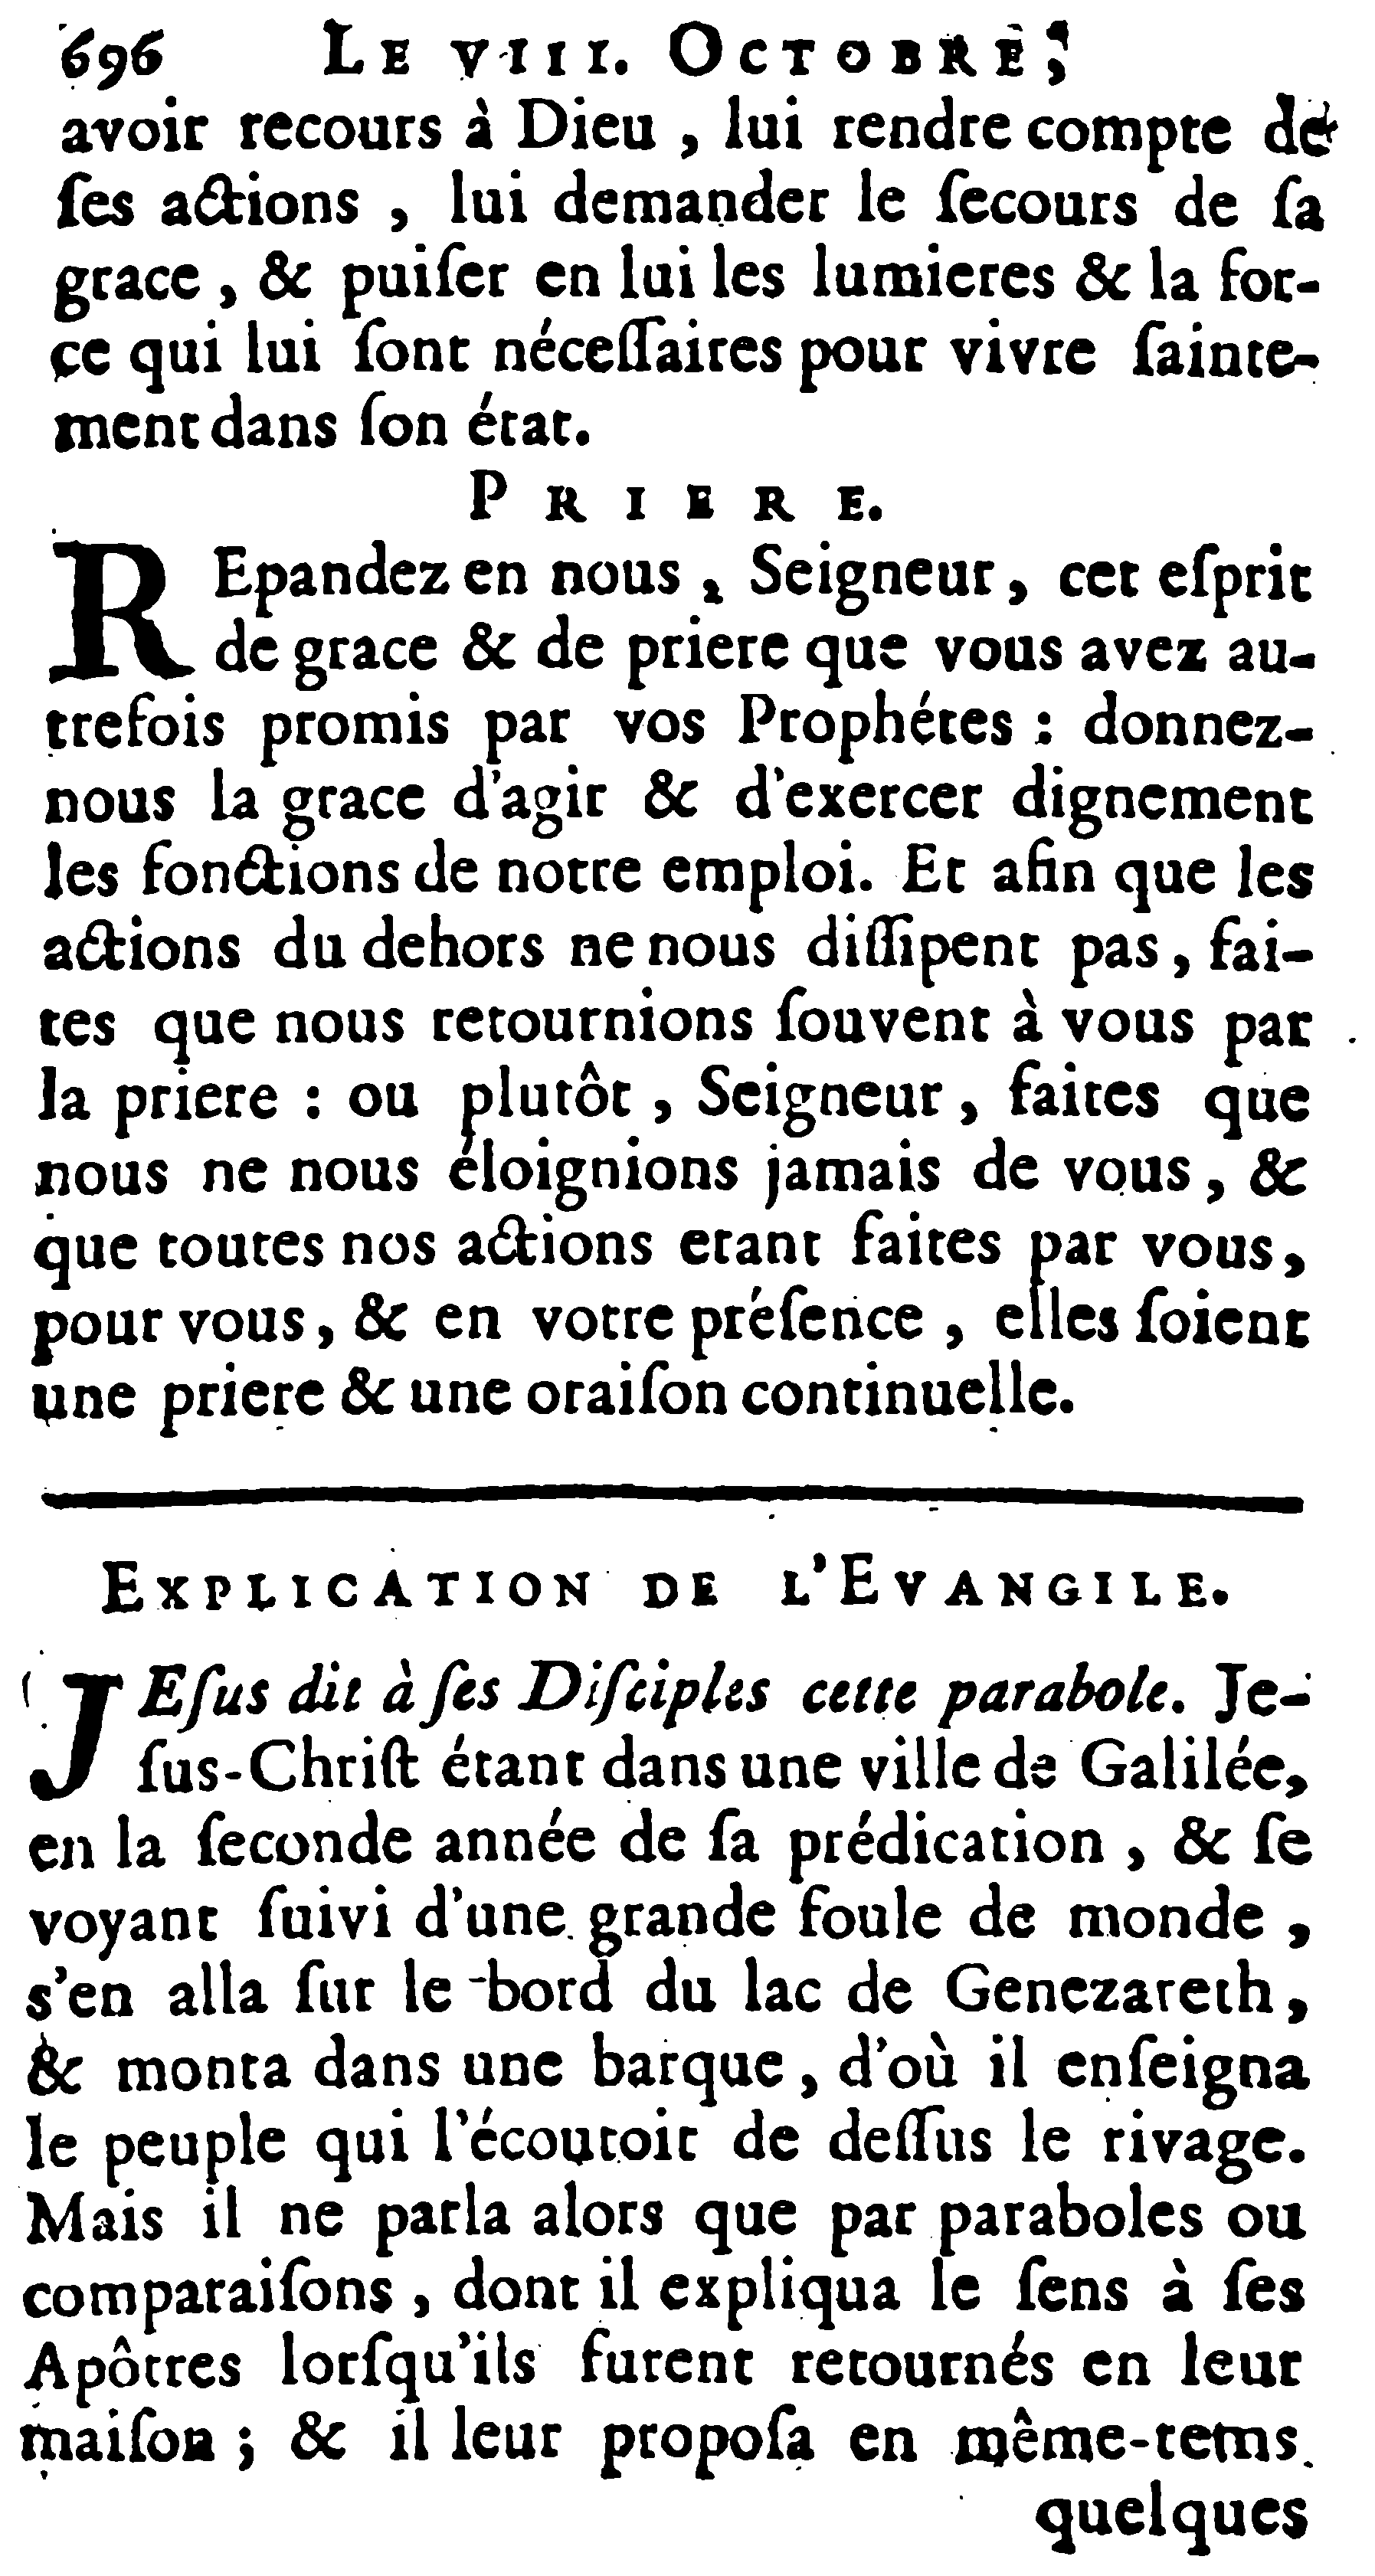 696 LE VIII. OCTOBRE,
avoir recours à Dieu , lui rendre compte de
ſes actions , lui demander le ſecours de ſa
grace , & puiſer en lui les lumieres & la for-
ce qui lui ſont néceſſaires pour vivre ſainte-
ment dans ſon état.
PRIERE.
REpandez en nous , Seigneur , cet eſprit
de grace & de priere que vous avez au-
trefois promis par vos Prophétes : donnez-
nous la grace d'agir & d'exercer dignement
les fonctions de notre emploi. Et afin que les
actions du dehors ne nous diſſipent pas , fai-
tes que nous retournions ſouvent à vous par
la priere : ou plutôt , Seigneur , faites que
nous ne nous éloignions jamais de vous , &
que toutes nos actions etant faites par vous,
pour vous , & en votre préſence , elles ſoient
une priere & une oraiſon continuelle.
EXPLICATION DE L'EVANGILE.
JEſus dit à ſes Diſciples cette parabole. Je-
ſus-Chriſt étant dans une ville de Galilée,
en la ſeconde année de ſa prédication , & ſe
voyant ſuivi d'une grande foule de monde ,
s'en alla ſur le bord du lac de Genezareth ,
& monta dans une barque , d'où il enſeigna
le peuple qui l'écoutoit de deſſus le rivage.
Mais il ne parla alors que par paraboles ou
comparaiſons , dont il expliqua le ſens à ſes
Apôtres lorſqu'ils furent retournés en leur
maiſon ; & il leur propoſa en même-tems
quelques